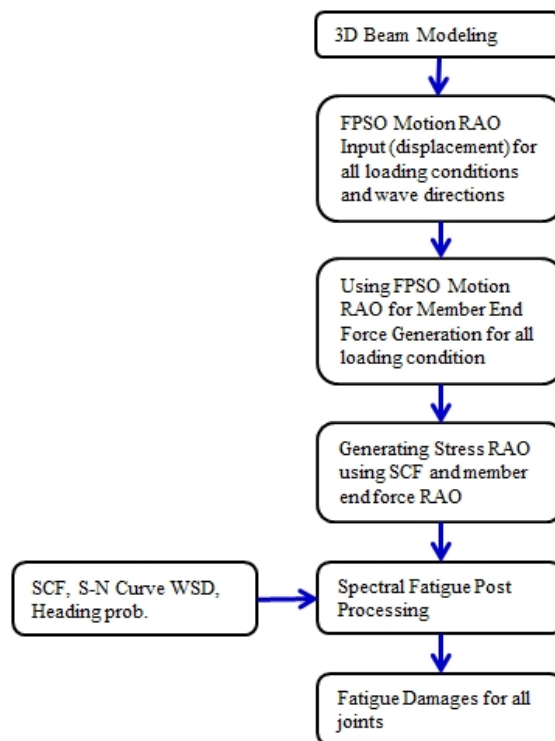 3D Beam Modeling
FPSO Motion RAO
Input (displacement) for
all loading conditions
and wave directions
Using FPSO Motion
RAO for Member End
Force Generation for all
loading condition
Generating Stress RAO
using SCF and member
end force RAO
SCF, S-N Curve WSD,
Heading prob.
Spectral Fatigue Post
Processing
Fatigue Damages for all
joints